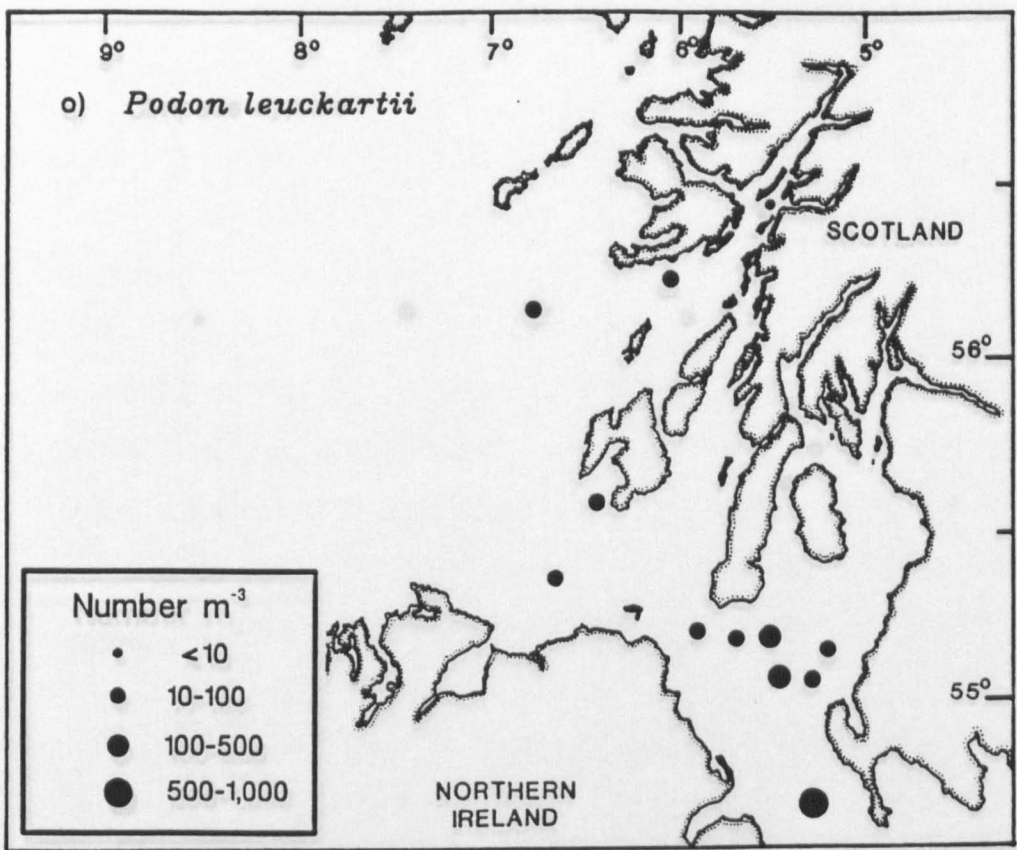 9° 8° 7° 6° 5°
o) Podon leuckartii
SCOTLAND
56°
Number m⁻³
<10
10-100
100-500
500-1,000
55°
NORTHERN
IRELAND